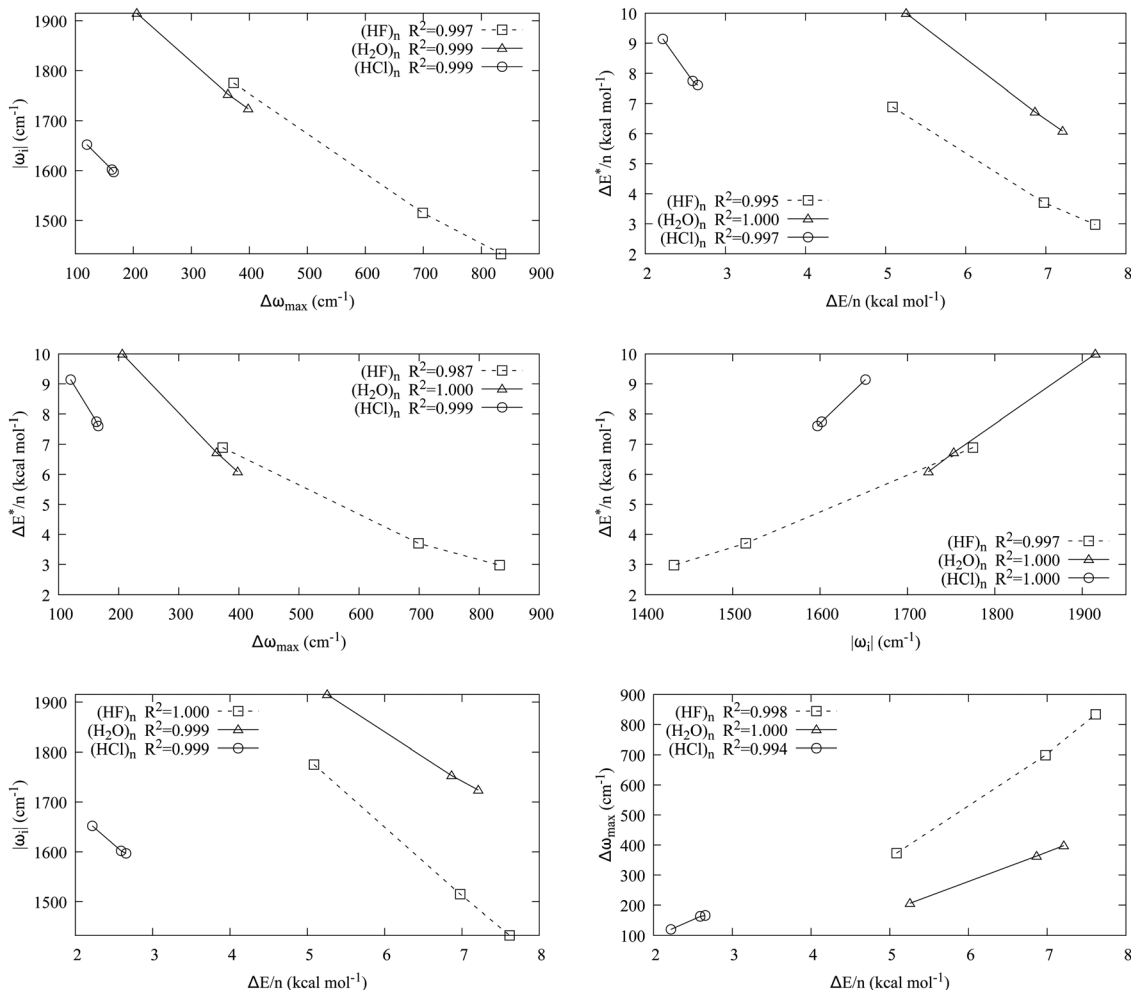 1900
1800
1700
1600
1500
|ωi| (cm-1)
(HF)n R2=0.997
(H2O)n R2=0.999
(HCl)n R2=0.999
100 200 300 400 500 600 700 800 900
Δωmax (cm-1)
10
9
8
7
6
5
4
3
2
ΔE*/n (kcal mol-1)
(HF)n R2=0.995
(H2O)n R2=1.000
(HCl)n R2=0.997
2 3 4 5 6 7 8
ΔE/n (kcal mol-1)
10
9
8
7
6
5
4
3
2
ΔE*/n (kcal mol-1)
(HF)n R2=0.987
(H2O)n R2=1.000
(HCl)n R2=0.999
100 200 300 400 500 600 700 800 900
Δωmax (cm-1)
10
9
8
7
6
5
4
3
2
ΔE*/n (kcal mol-1)
(HF)n R2=0.997
(H2O)n R2=1.000
(HCl)n R2=1.000
1400 1500 1600 1700 1800 1900
|ωi| (cm-1)
1900
1800
1700
1600
1500
|ωi| (cm-1)
(HF)n R2=1.000
(H2O)n R2=0.999
(HCl)n R2=0.999
2 3 4 5 6 7 8
ΔE/n (kcal mol-1)
900
800
700
600
500
400
300
200
100
Δωmax (cm-1)
(HF)n R2=0.998
(H2O)n R2=1.000
(HCl)n R2=0.994
2 3 4 5 6 7 8
ΔE/n (kcal mol-1)